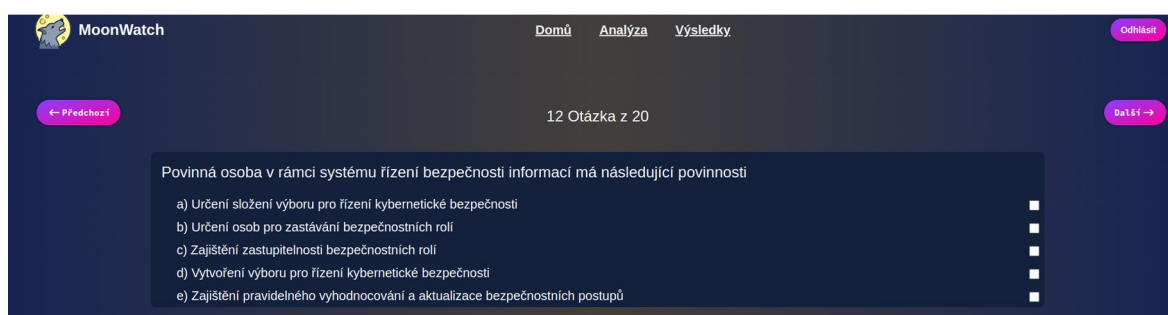 MoonWatch
Domů Analýza Výsledky
Odhlásit
← Předchozí
12 Otázka z 20
Další →
Povinná osoba v rámci systému řízení bezpečnosti informací má následující povinnosti
a) Určení složení výboru pro řízení kybernetické bezpečnosti
b) Určení osob pro zastávání bezpečnostních rolí
c) Zajištění zastupitelnosti bezpečnostních rolí
d) Vytvoření výboru pro řízení kybernetické bezpečnosti
e) Zajištění pravidelného vyhodnocování a aktualizace bezpečnostních postupů